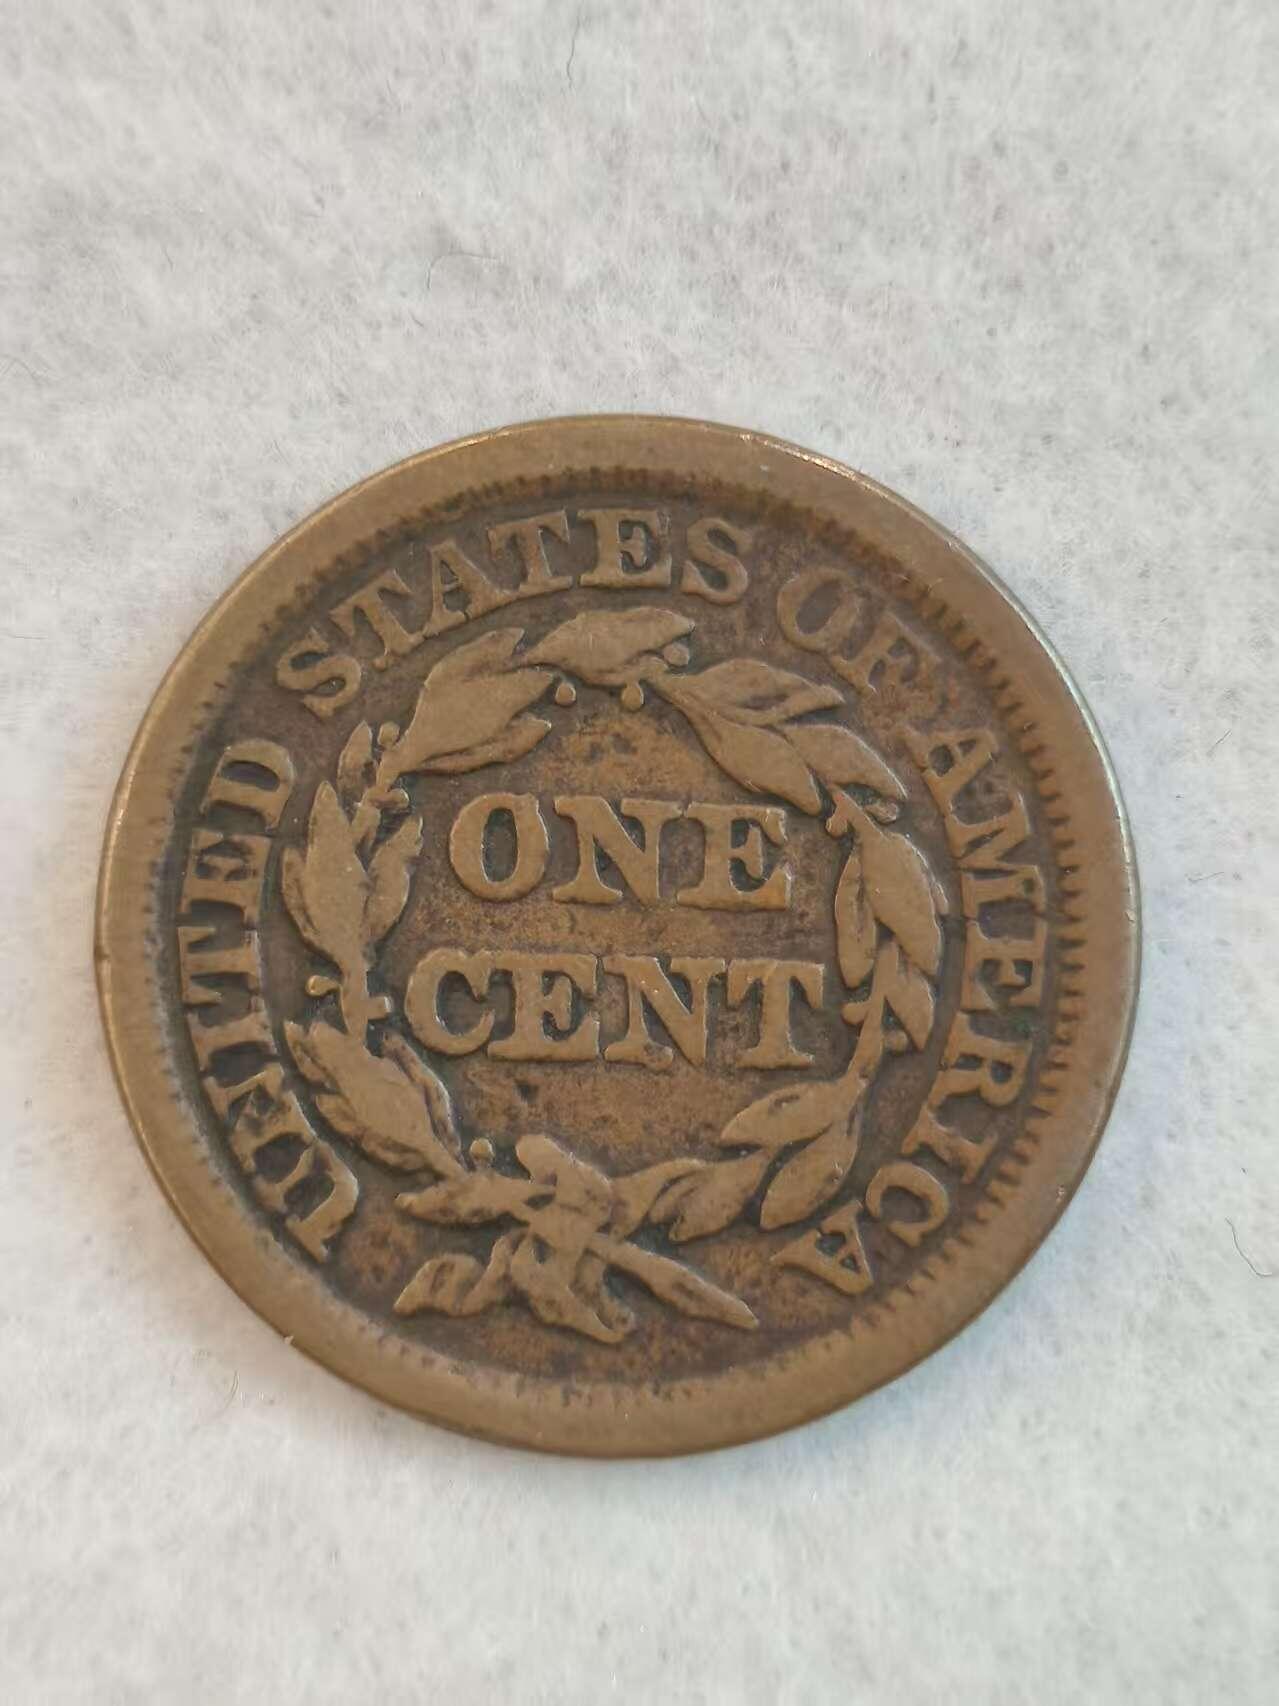 UNITED STATES OF AMERICA
ONE
CENT